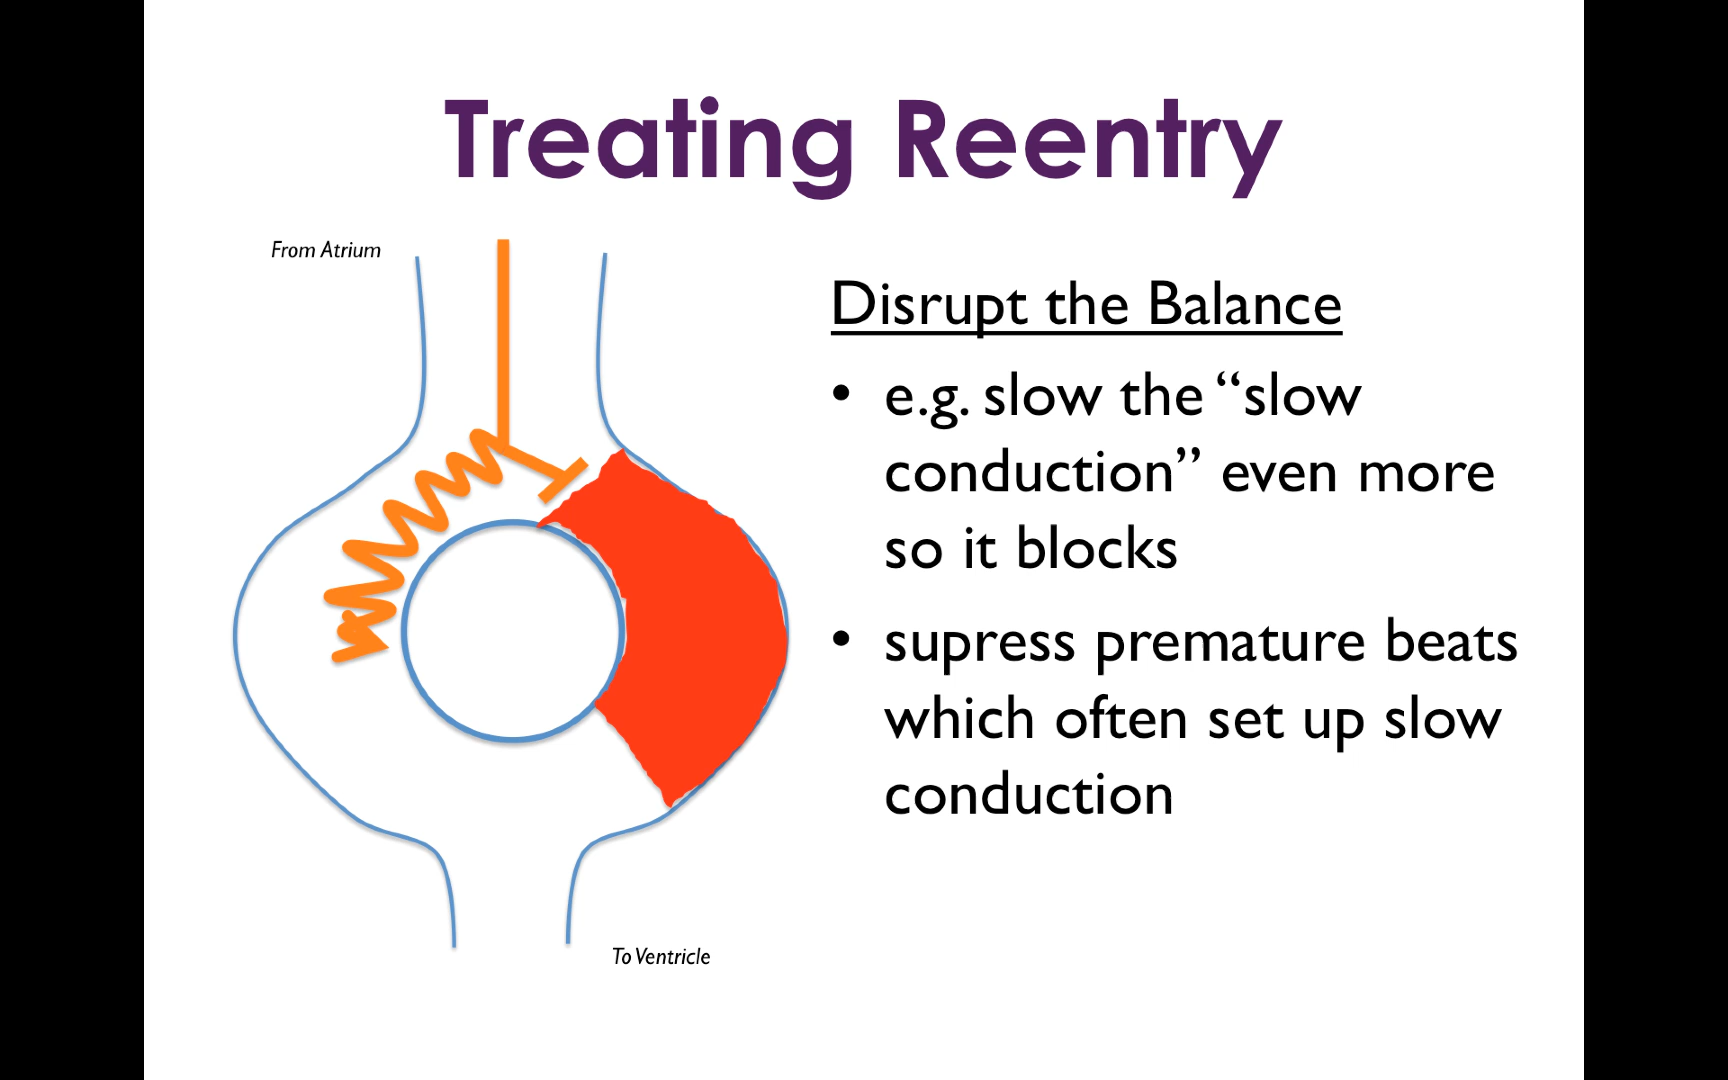 Treating Reentry
From Atrium
Disrupt the Balance
• e.g. slow the “slow
conduction” even more
so it blocks
• supress premature beats
which often set up slow
conduction
To Ventricle